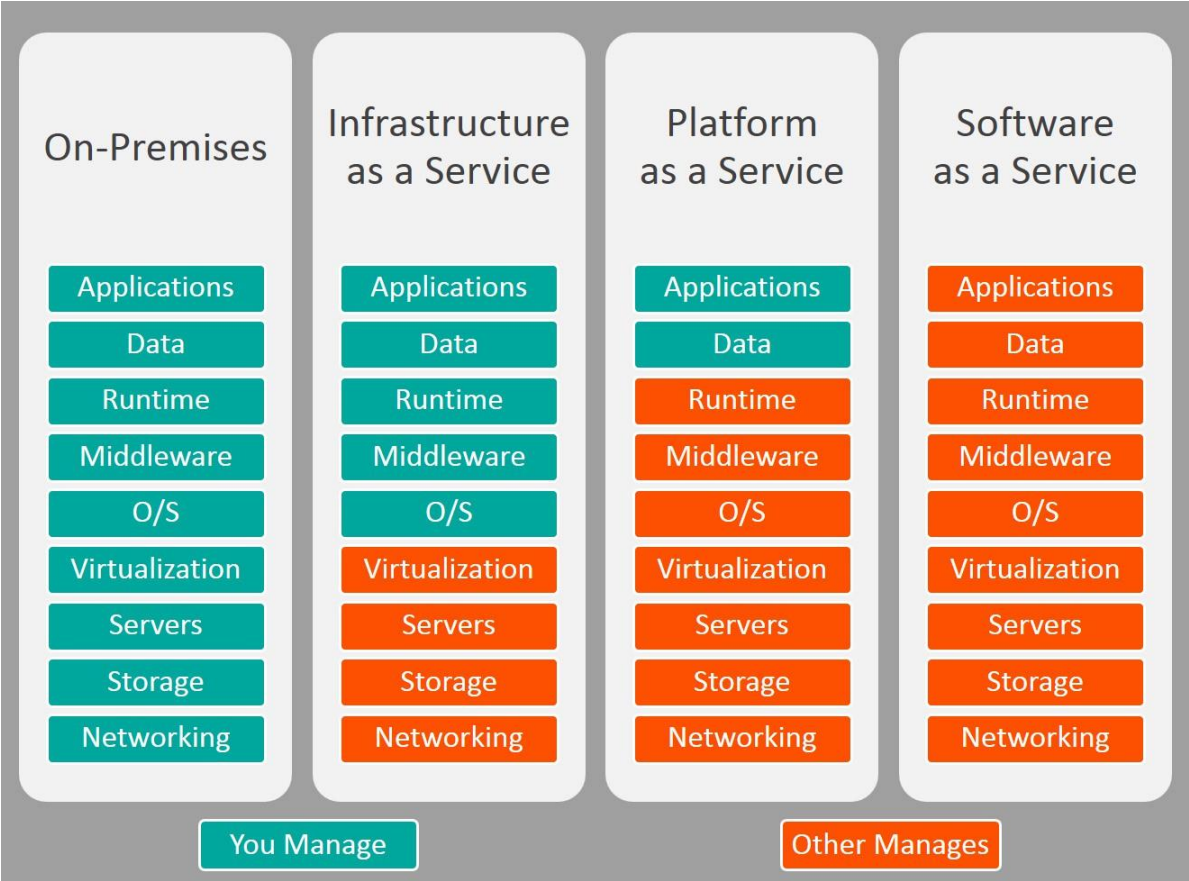 On-Premises
Applications
Data
Runtime
Middleware
O/S
Virtualization
Servers
Storage
Networking
Infrastructure
as a Service
Applications
Data
Runtime
Middleware
O/S
Virtualization
Servers
Storage
Networking
Platform
as a Service
Applications
Data
Runtime
Middleware
O/S
Virtualization
Servers
Storage
Networking
Software
as a Service
Applications
Data
Runtime
Middleware
O/S
Virtualization
Servers
Storage
Networking
You Manage
Other Manages